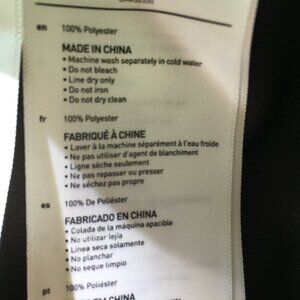 en 100% Polyester
MADE IN CHINA
• Machine wash separately in cold water
• Do not bleach
• Line dry only
• Do not iron
• Do not dry clean
fr 100% Polyester
FABRIQUÉ À CHINE
• Laver à la machine séparément à l'eau froide
• Ne pas utiliser d'agent de blanchiment
• Ligne sèche seulement
• Ne pas repasser ou presser
• Ne séchez pas propre
es 100% De Poliéster
FABRICADO EN CHINA
• Colada de la máquina apacible
• No utilizar lejía
• Línea seca solamente
• No planchar
• No seque limpio
pt 100% Poliéster
EM CHINA